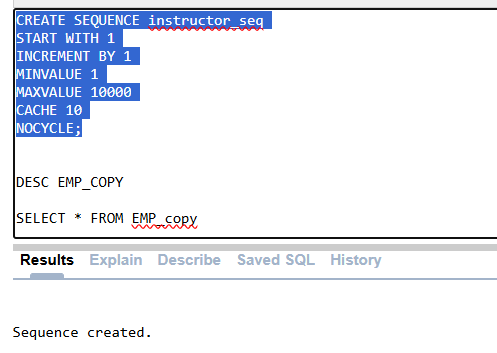 CREATE SEQUENCE instructor_seq
START WITH 1
INCREMENT BY 1
MINVALUE 1
MAXVALUE 10000
CACHE 10
NOCYCLE;
DESC EMP_COPY
SELECT * FROM EMP_copy
Results Explain Describe Saved SQL History
Sequence created.